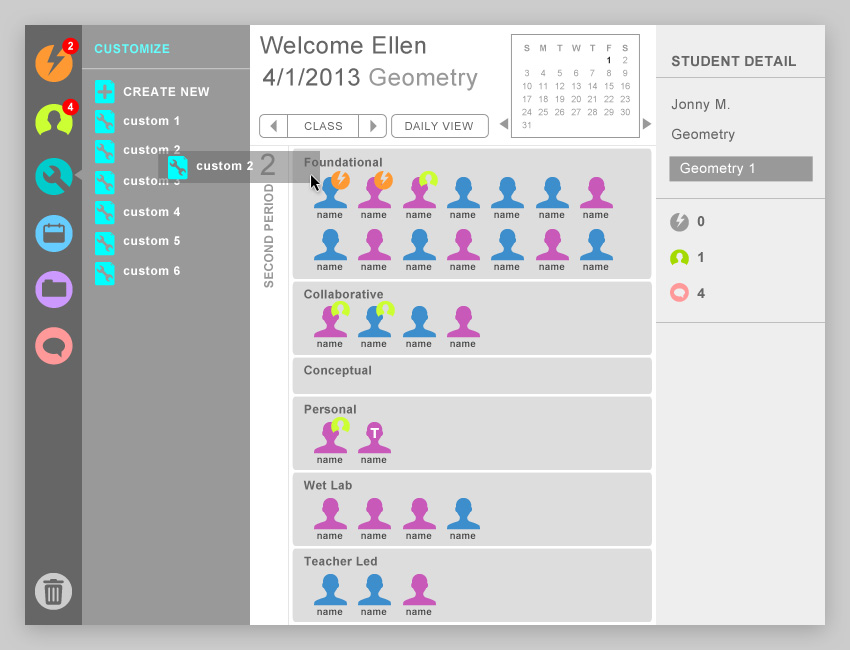 2
4
CUSTOMIZE
CREATE NEW
custom 1
custom 2
custom 3
custom 4
custom 5
custom 6
custom 2
Welcome Ellen
4/1/2013 Geometry
CLASS
DAILY VIEW
S M T W T F S
1 2
3 4 5 6 7 8 9
10 11 12 13 14 15 16
17 18 19 20 21 22 23
24 25 26 27 28 29 30
31
2
SECOND PERIOD
Foundational
name name name name name name name
name name name name name name name
Collaborative
name name name name
Conceptual
Personal
T
name name
Wet Lab
name name name name
Teacher Led
name name name
STUDENT DETAIL
Jonny M.
Geometry
Geometry 1
0
1
4